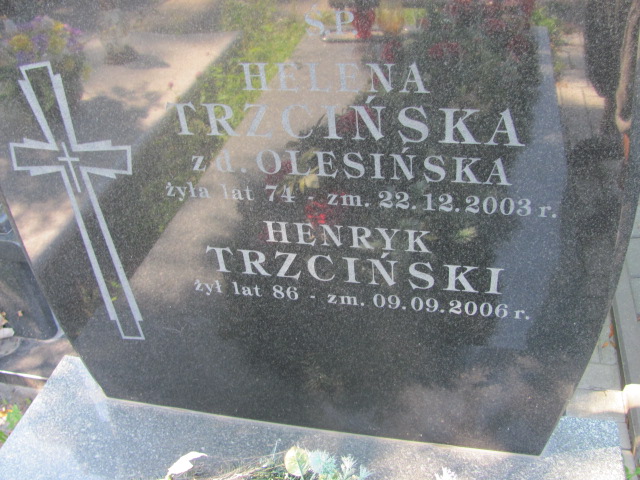 Ś.P.
HELENA
TRZCIŃSKA
z d. OLESIŃSKA
żyła lat 74 - zm. 22.12.2003 r.
HENRYK
TRZCIŃSKI
żył lat 86 - zm. 09.09.2006 r.